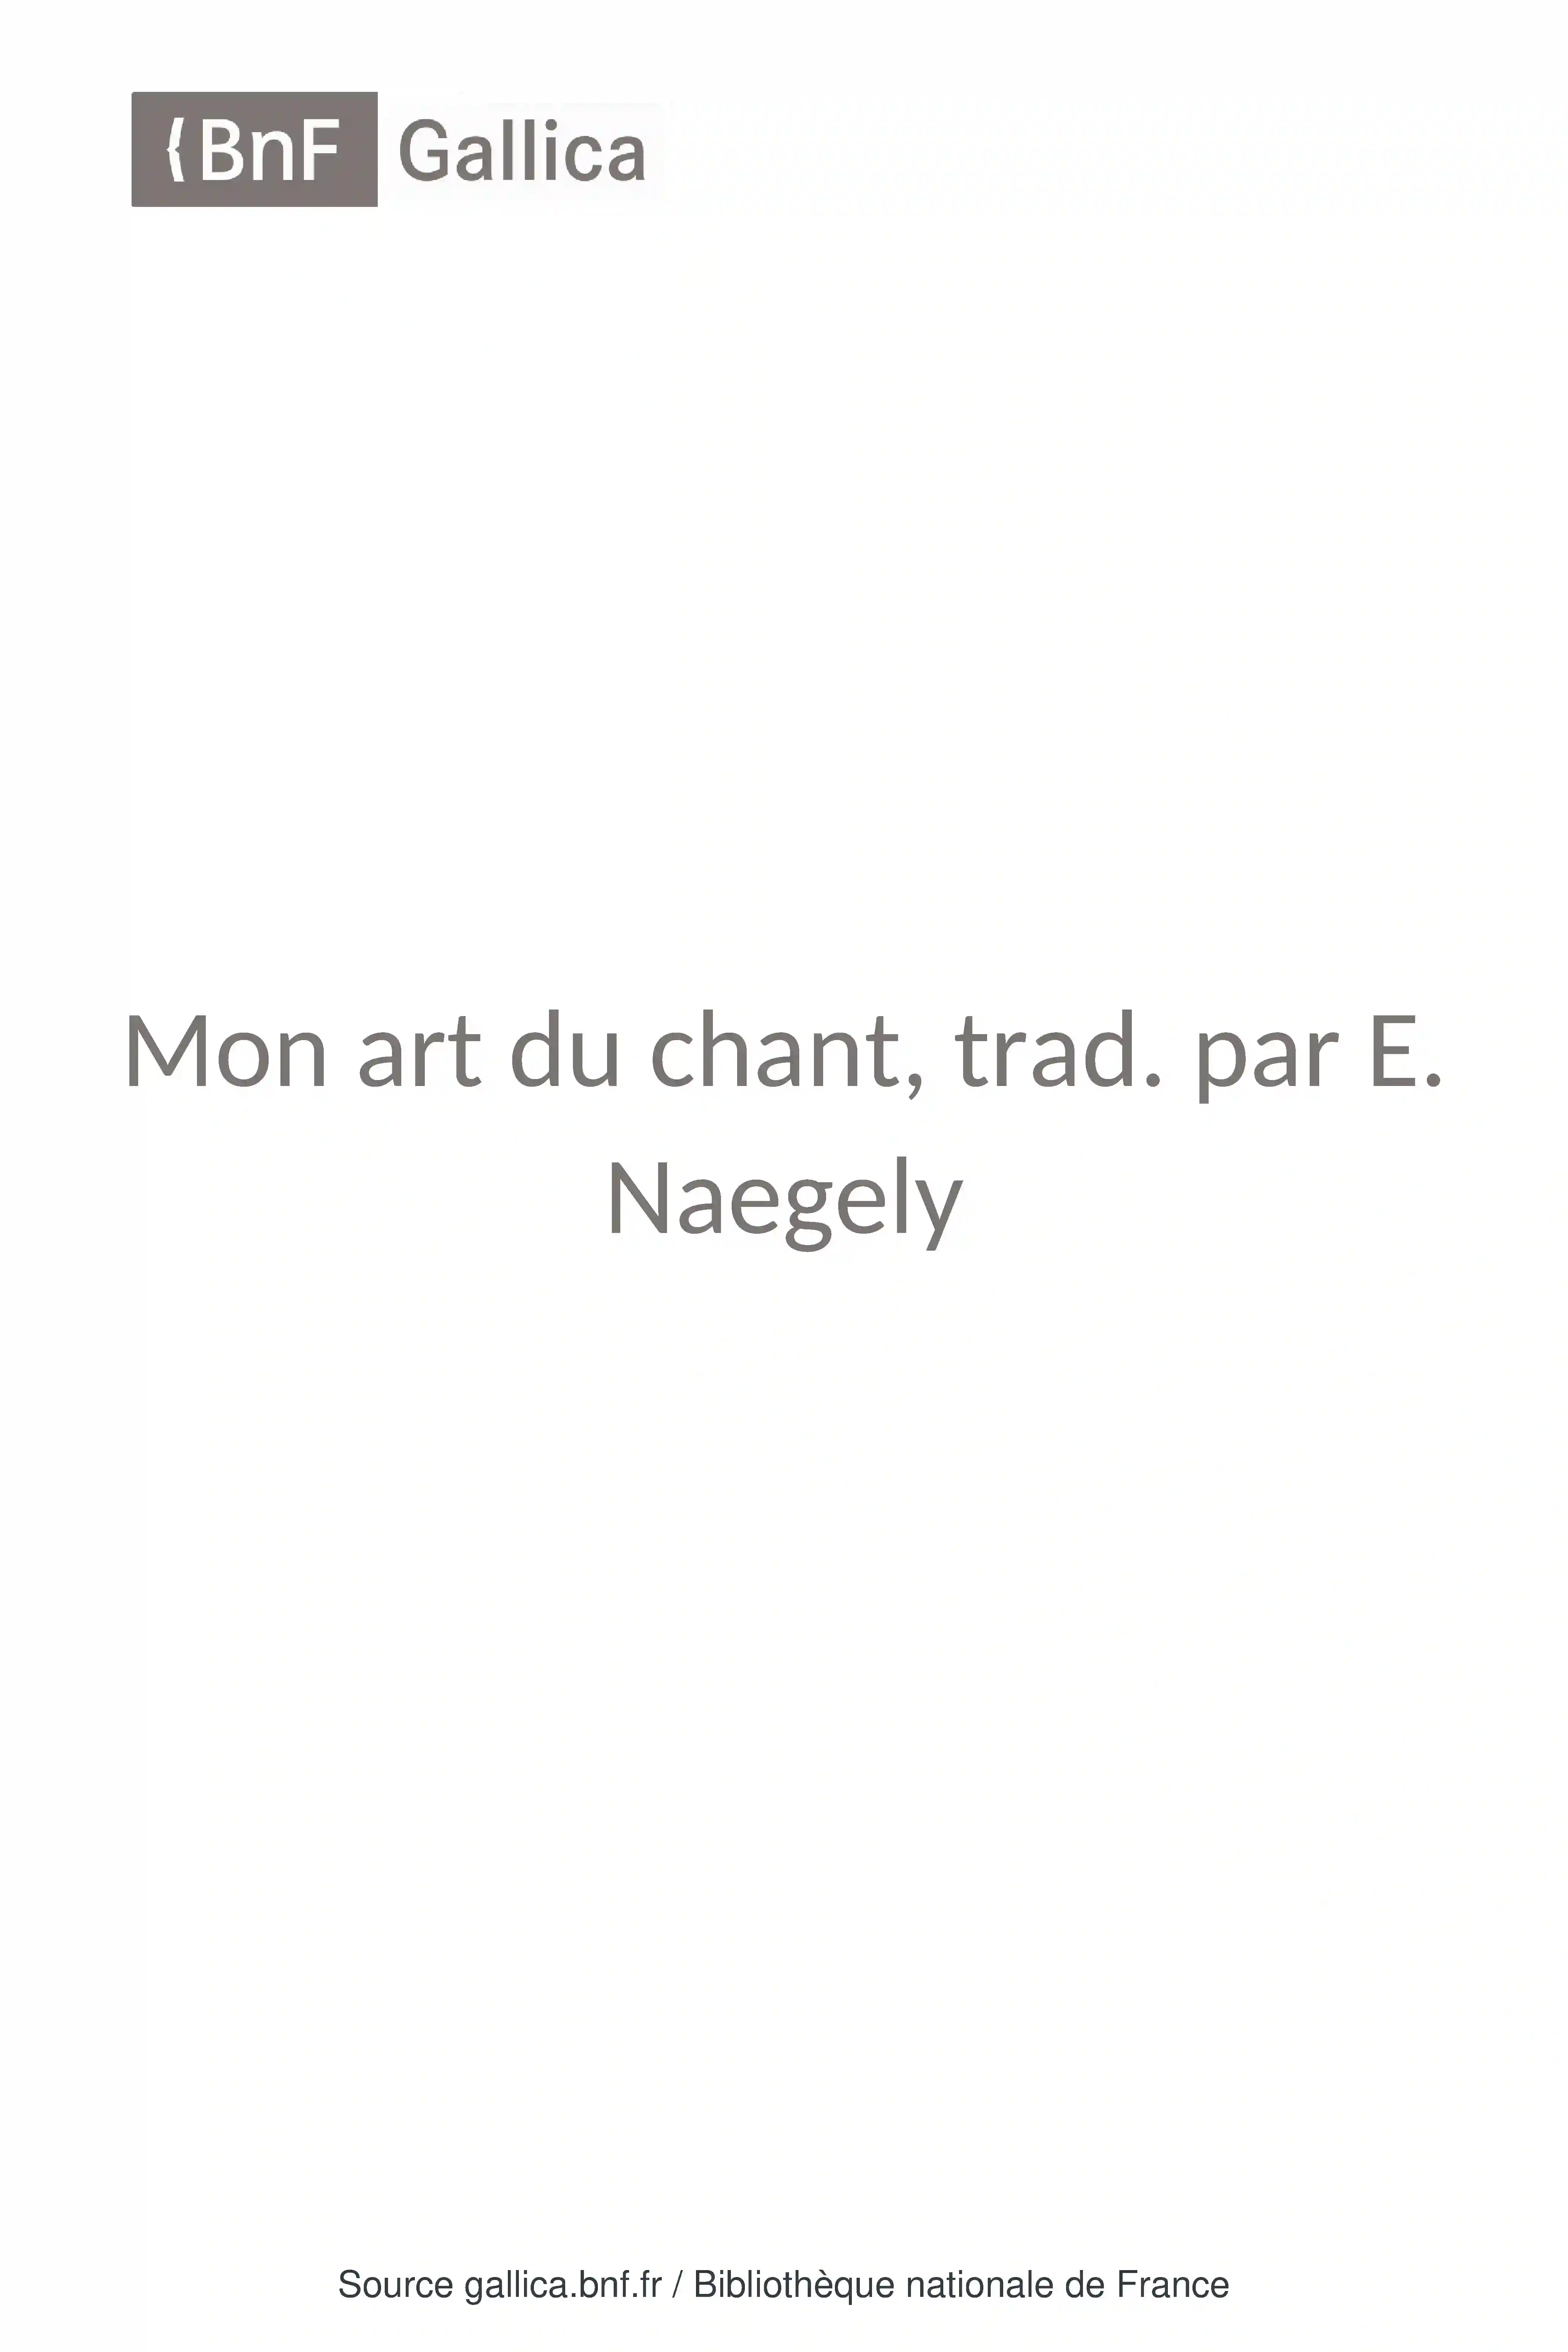 {BnF Gallica
Mon art du chant, trad. par E.
Naegely
Source gallica.bnf.fr / Bibliothèque nationale de France